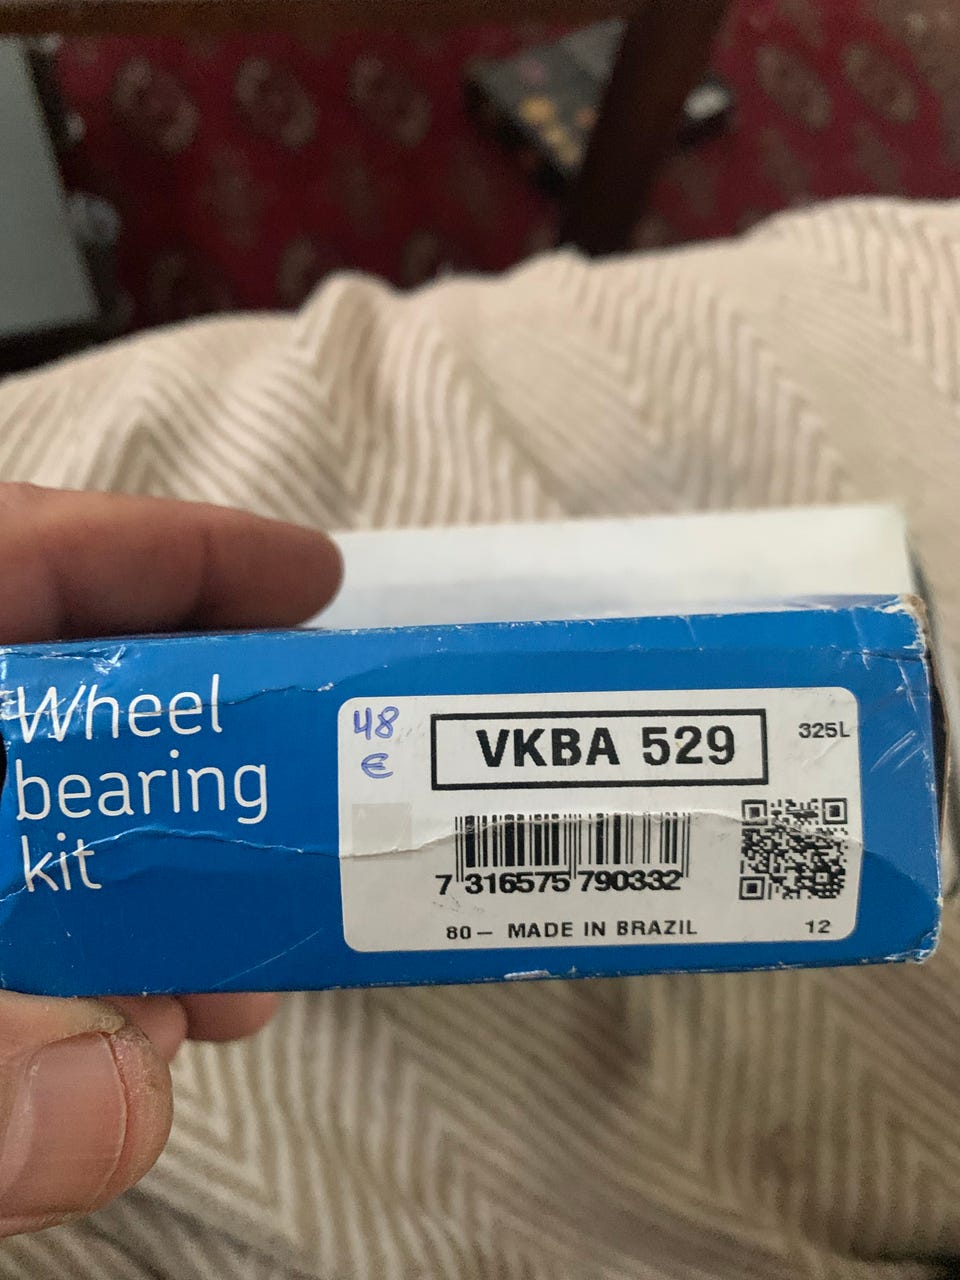 Wheel
bearing
kit
48
€
VKBA 529
325L
7 316575 790332
80 — MADE IN BRAZIL
12